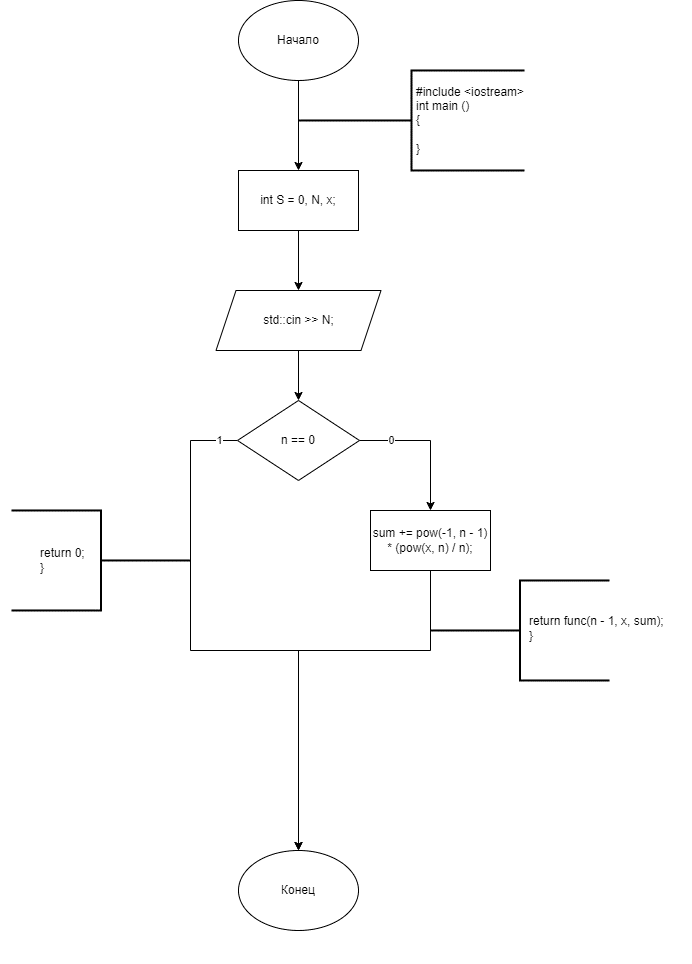 Начало
#include <iostream>
int main ()
{
}
int S = 0, N, x;
std::cin >> N;
n == 0
1
0
sum += pow(-1, n - 1)
* (pow(x, n) / n);
return 0;
}
return func(n - 1, x, sum);
}
Конец